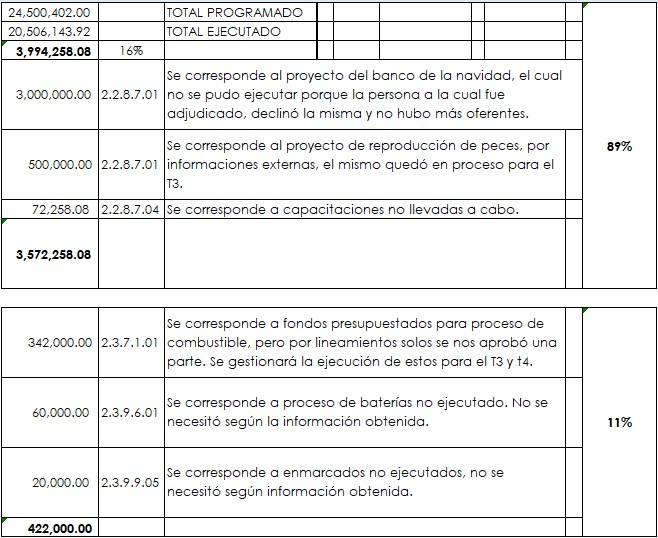 24,500,402.00 TOTAL PROGRAMADO
20,506,143.92 TOTAL EJECUTADO
3,994,258.08 16%
Se corresponde al proyecto del banco de la navidad, el cual
3,000,000.00 2.2.8.7.01 no se pudo ejecutar porque la persona a la cual fue
adjudicado, declinó la misma y no hubo más oferentes.
Se corresponde al proyecto de reproducción de peces, por
500,000.00 2.2.8.7.01 informaciones externas, el mismo quedó en proceso para el
T3.
89%
72,258.08 2.2.8.7.04 Se corresponde a capacitaciones no llevadas a cabo.
3,572,258.08
Se corresponde a fondos presupuestados para proceso de
342,000.00 2.3.7.1.01 combustible, pero por lineamientos solos se nos aprobó una
parte. Se gestionará la ejecución de estos para el T3 y t4.
Se corresponde a proceso de baterías no ejecutado. No se
60,000.00 2.3.9.6.01 necesitó según la información obtenida.
11%
Se corresponde a enmarcados no ejecutados, no se
20,000.00 2.3.9.9.05 necesitó según información obtenida.
422,000.00